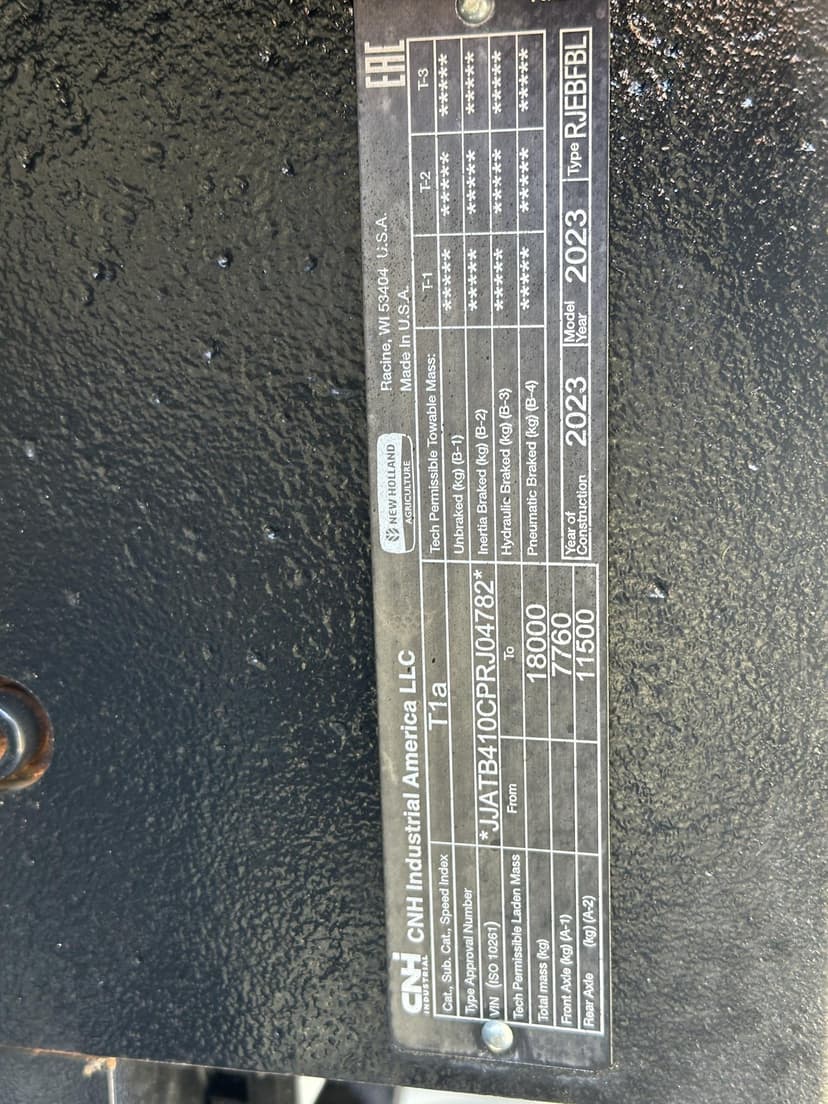 CNH INDUSTRIAL CNH Industrial America LLC
NEW HOLLAND AGRICULTURE
Racine, WI 53404 U.S.A.
Made In U.S.A.
EAC
Cat., Sub. Cat., Speed Index T1a
Type Approval Number
VIN (ISO 10261) *JJATB410CPRJ04782*
Tech Permissible Laden Mass From To
Total mass (kg) 18000
Front Axle (kg) (A-1) 7760
Rear Axle (kg) (A-2) 11500
Tech Permissible Towable Mass: T-1 T-2 T-3
Unbraked (kg) (B-1) ***** ***** *****
Inertia Braked (kg) (B-2) ***** ***** *****
Hydraulic Braked (kg) (B-3) ***** ***** *****
Pneumatic Braked (kg) (B-4) ***** ***** *****
Year of Construction 2023 Model Year 2023 Type RJEBFBL